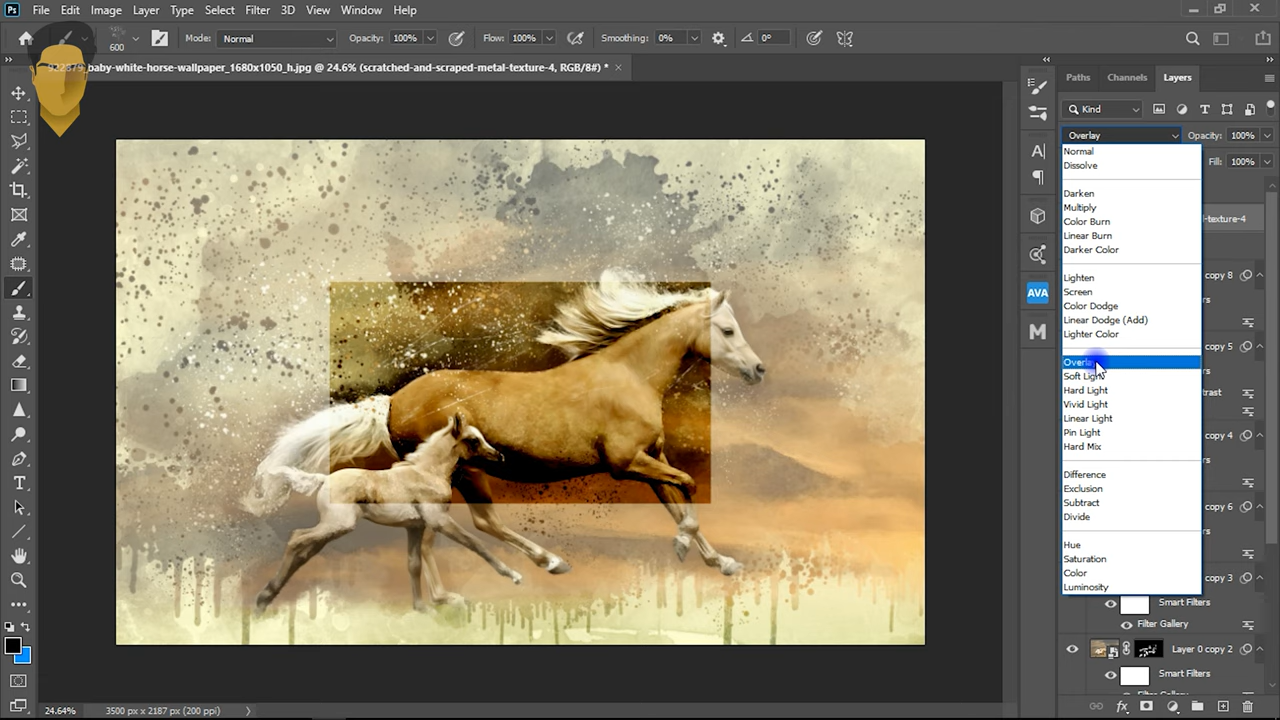 Ps File Edit Image Layer Type Select Filter 3D View Window Help
600 Mode: Normal Opacity: 100% Flow: 100% Smoothing: 0% 0°
baby-white-horse-wallpaper_1680x1050_h.jpg @ 24.6% (scratched-and-scraped-metal-texture-4, RGB/8#) *
Paths Channels Layers
Kind
Overlay Opacity: 100%
Normal
Fill: 100%
Dissolve
Darken
Multiply
-texture-4
Color Burn
Linear Burn
Darker Color
Lighten
copy 8
Screen
AVA
Color Dodge
Linear Dodge (Add)
Lighter Color
copy 5
Soft Light
Hard Light
Vivid Light
Linear Light
Pin Light
copy 4
Hard Mix
Difference
Exclusion
Subtract
copy 6
Divide
Hue
Saturation
Color
copy 3
Luminosity
Smart Filters
Filter Gallery
Layer 0 copy 2
Smart Filters
24.64% 3500 px x 2187 px (200 ppi)